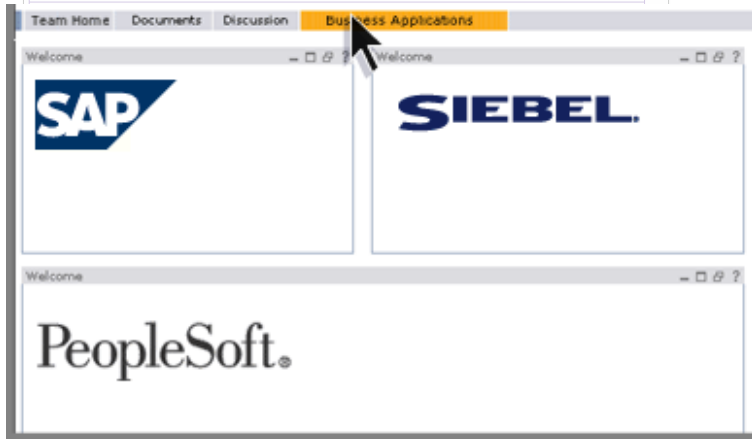 Team Home Documents Discussion Business Applications
Welcome ?
Welcome ?
SAP
SIEBEL.
Welcome ?
PeopleSoft®